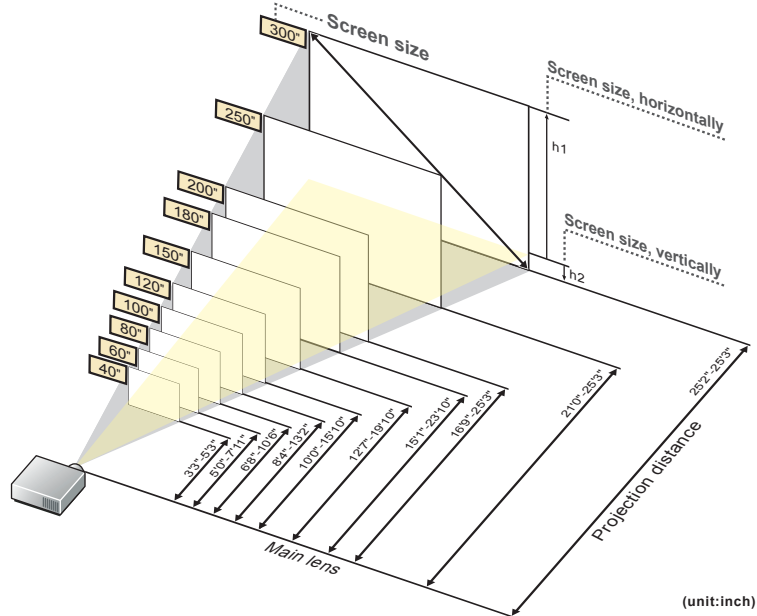 Screen size
300"
250"
200"
180"
150"
120"
100"
80"
60"
40"
Screen size, horizontally
h1
Screen size, vertically
h2
3'3"-5'3"
5'0"-7'11"
6'8"-10'6"
8'4"-13'2"
10'0"-15'10"
12'7"-19'10"
15'1"-23'10"
16'9"-25'3"
21'0"-25'3"
25'2"-25'3"
Projection distance
Main lens
(unit:inch)